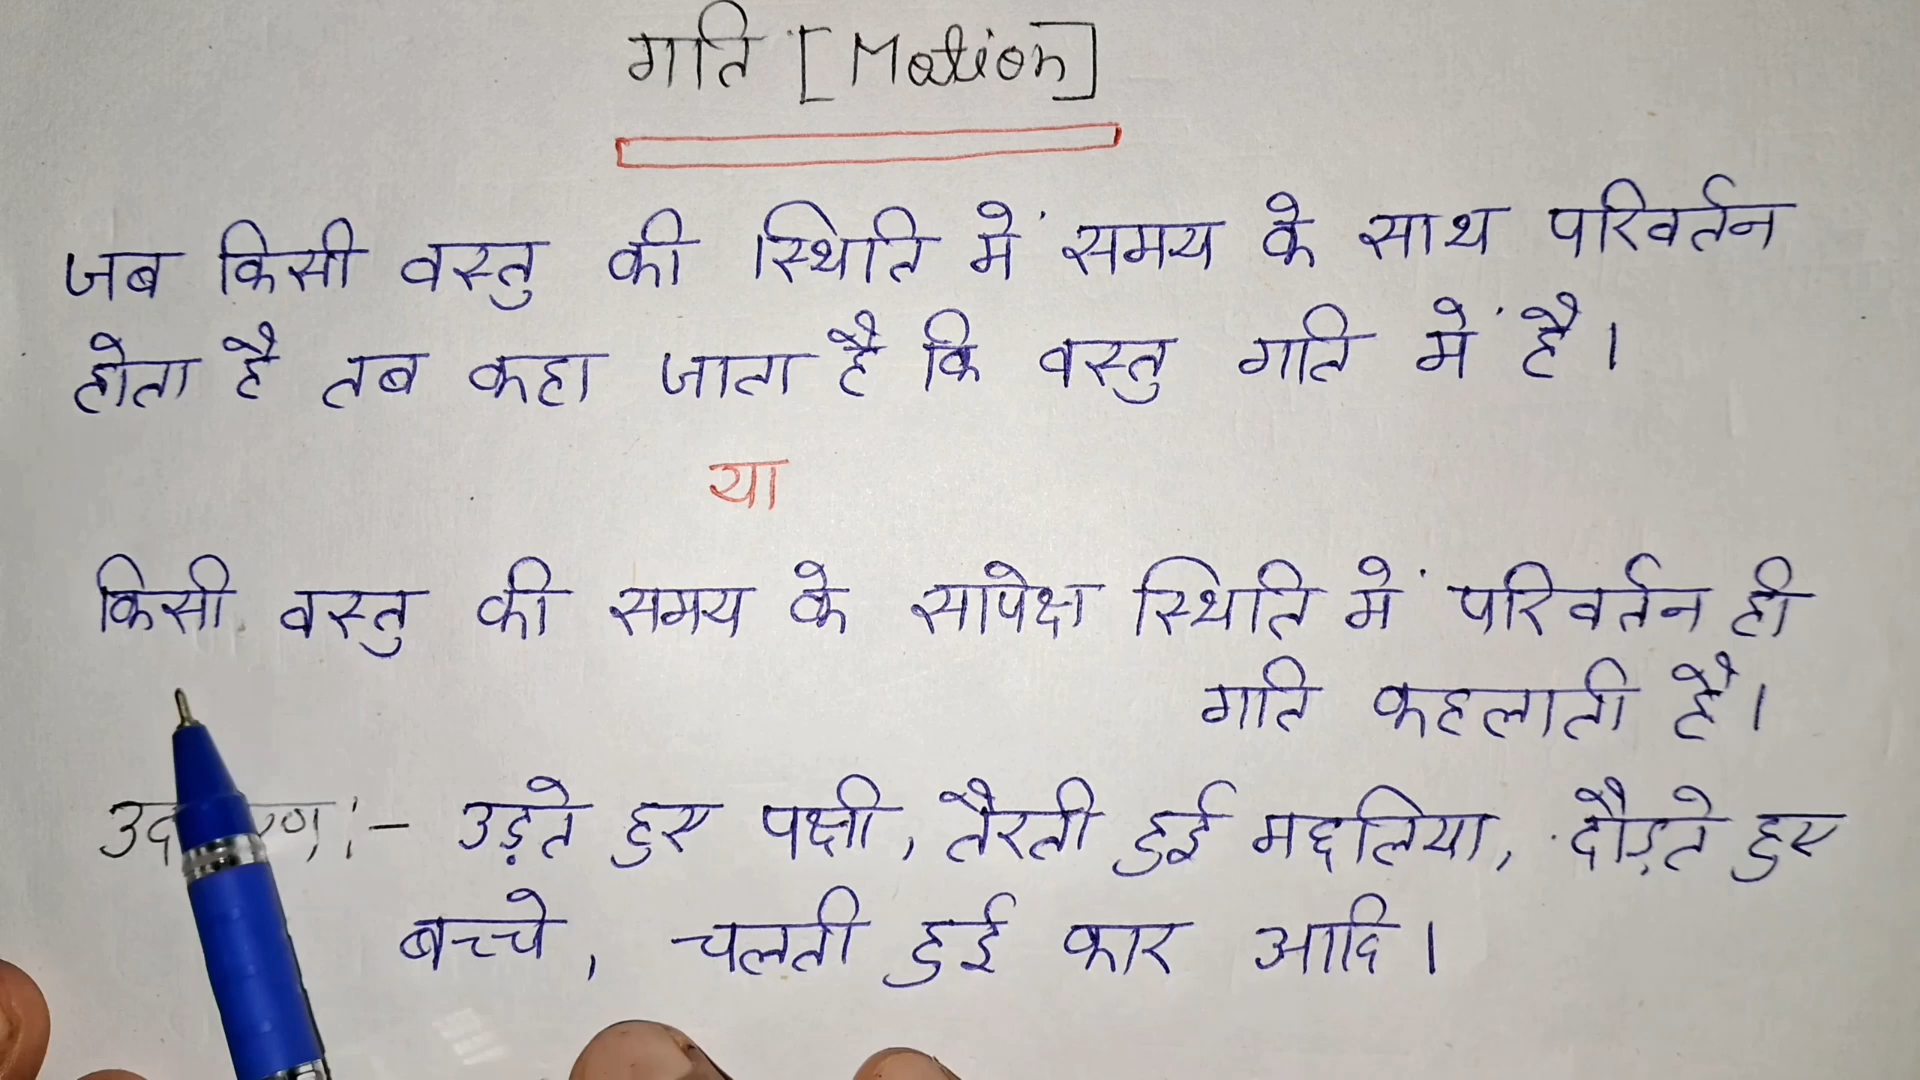 गति [Motion]
जब किसी वस्तु की स्थिति में समय के साथ परिवर्तन
होता है तब कहा जाता है कि वस्तु गति में है।
या
किसी वस्तु की समय के सापेक्ष स्थिति में परिवर्तन ही
गति कहलाती है।
:- उड़ते हुए पक्षी, तैरती हुई मछलिया, दौड़ते हुए
बच्चे, चलती हुई कार आदि।